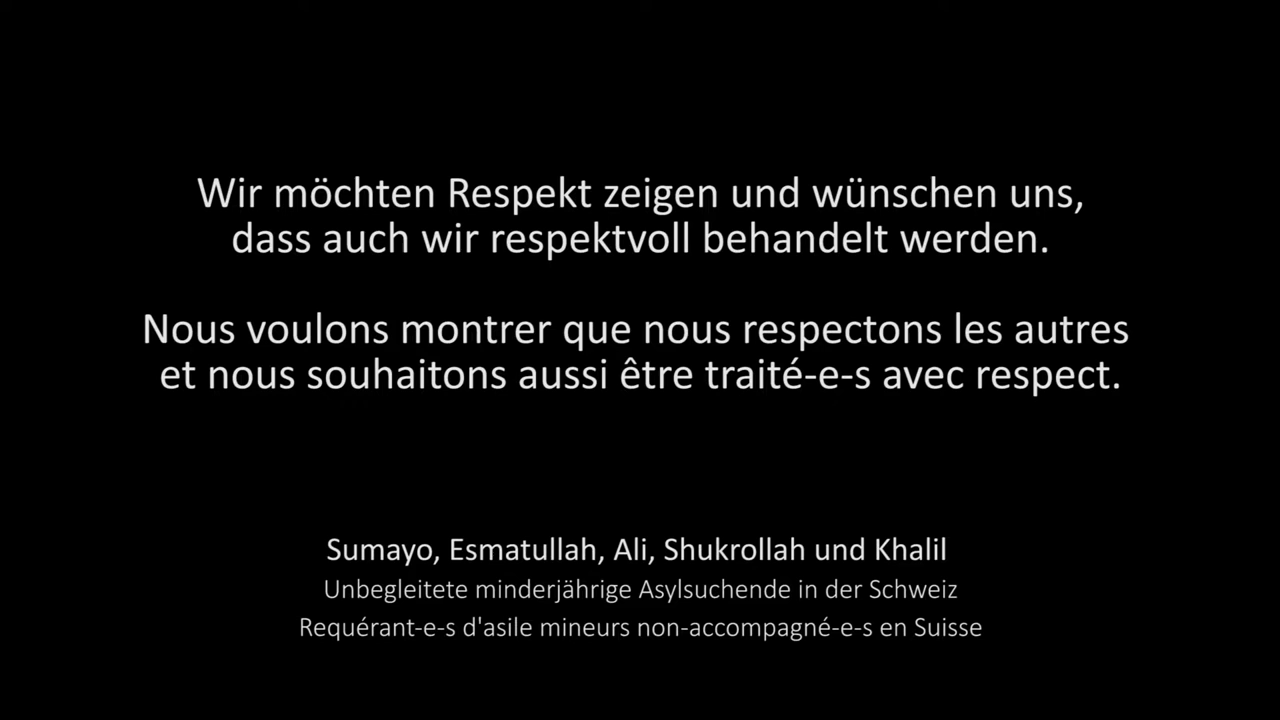 Wir möchten Respekt zeigen und wünschen uns,
dass auch wir respektvoll behandelt werden.
Nous voulons montrer que nous respectons les autres
et nous souhaitons aussi être traité-e-s avec respect.
Sumayo, Esmatullah, Ali, Shukrollah und Khalil
Unbegleitete minderjährige Asylsuchende in der Schweiz
Requérant-e-s d'asile mineurs non-accompagné-e-s en Suisse